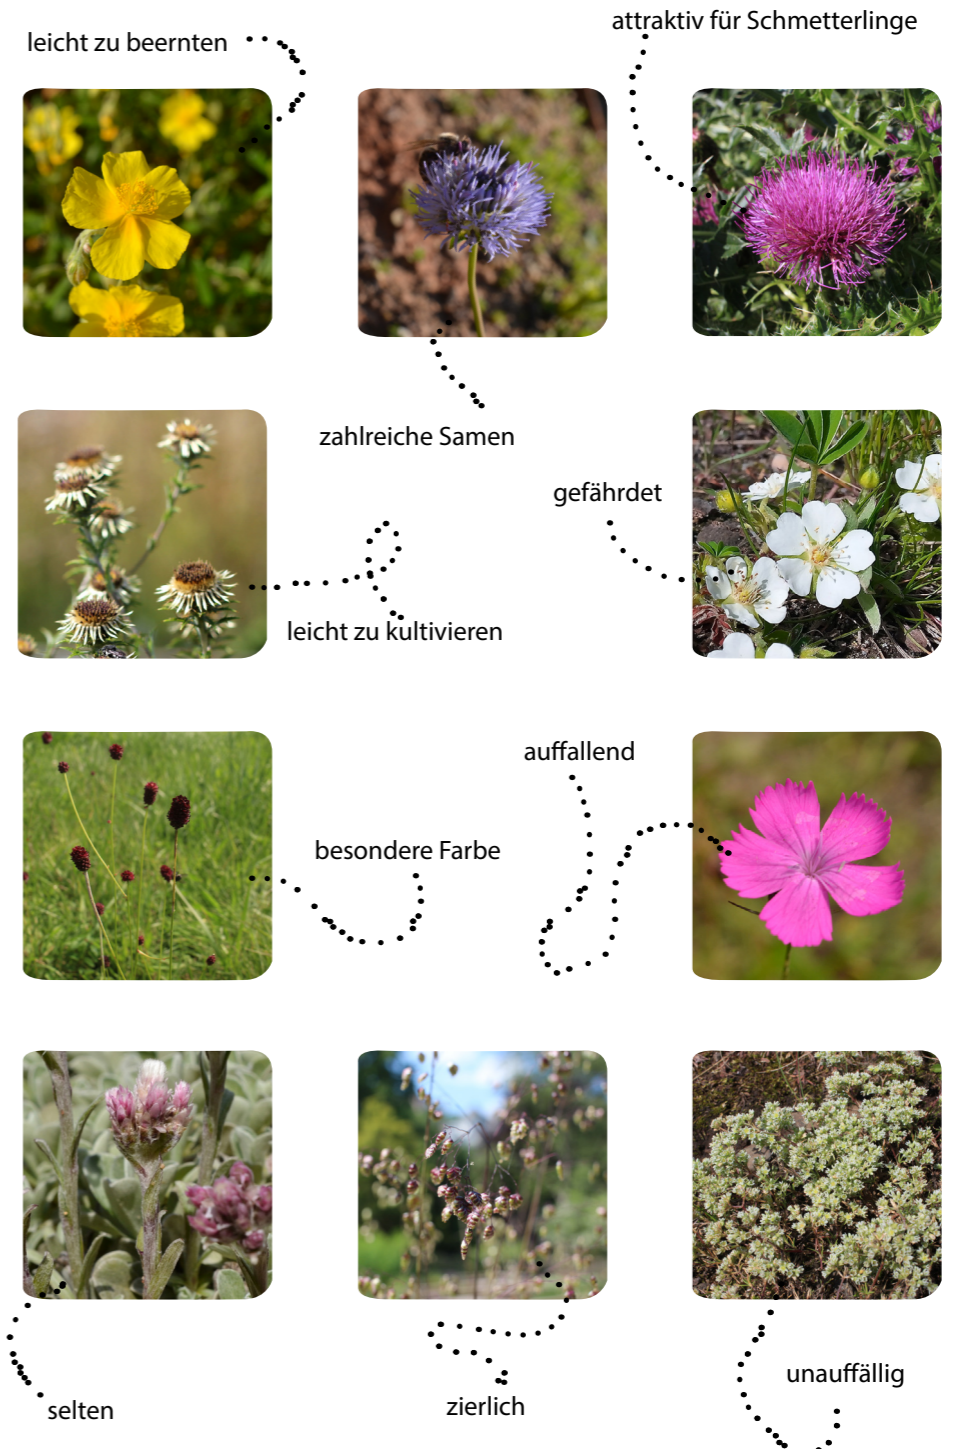 leicht zu beernten
attraktiv für Schmetterlinge
zahlreiche Samen
gefährdet
leicht zu kultivieren
auffallend
besondere Farbe
unauffällig
zierlich
selten